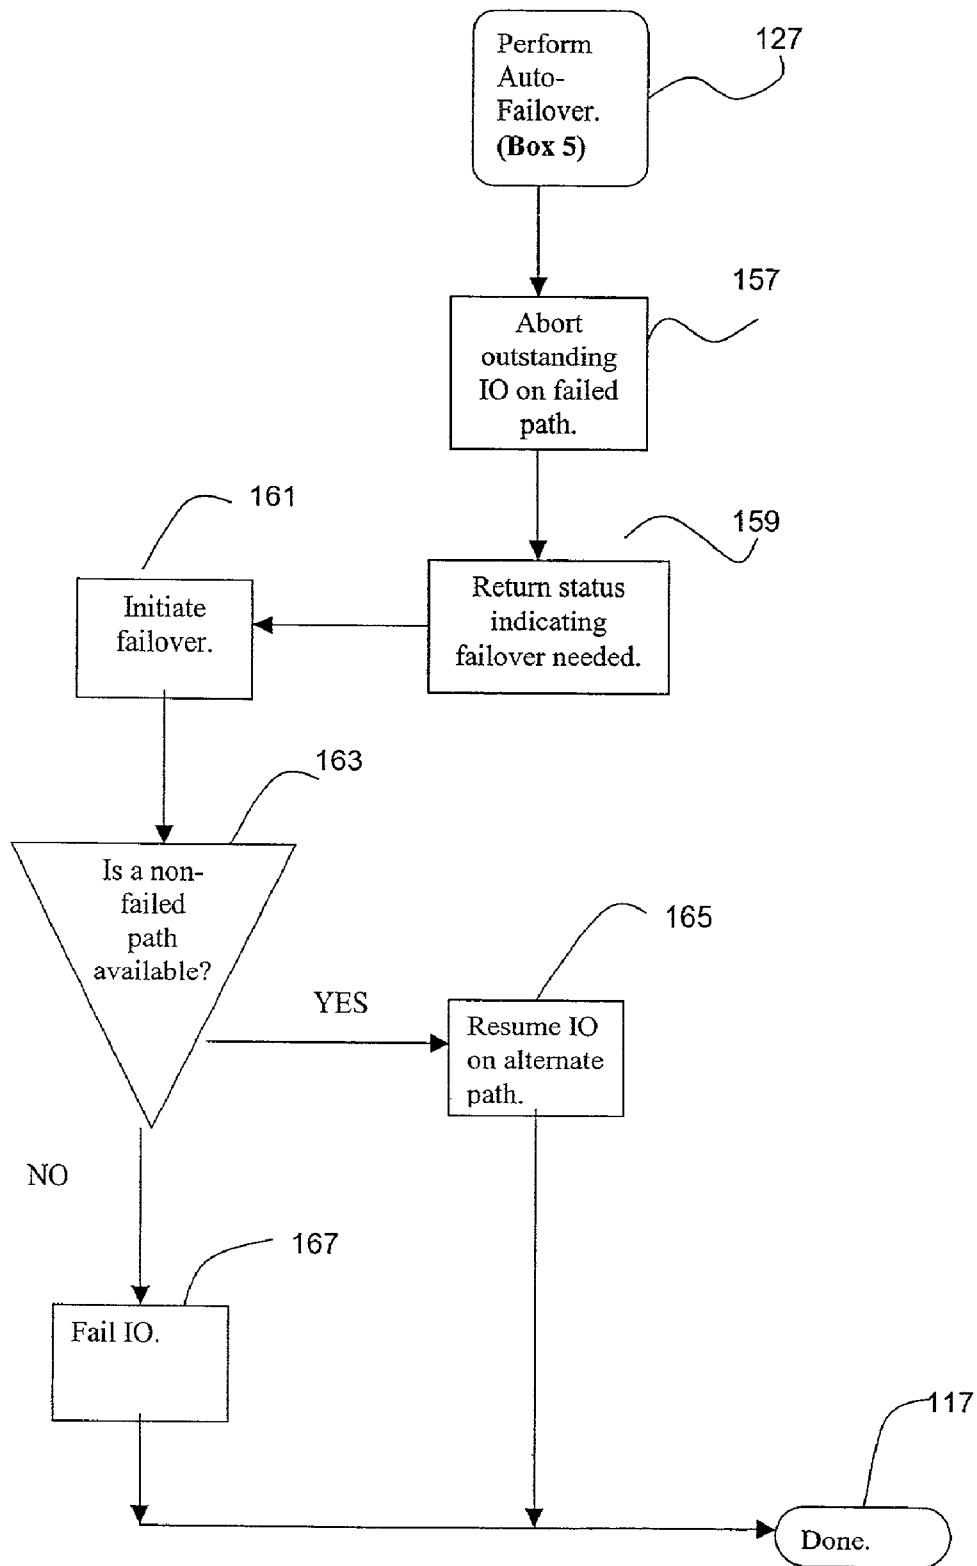 Perform
Auto-
Failover.
(Box 5)
127
Abort
outstanding
IO on failed
path.
157
159
Return status
indicating
failover needed.
161
Initiate
failover.
163
Is a non-
failed
path
available?
YES
165
Resume IO
on alternate
path.
NO
167
Fail IO.
117
Done.